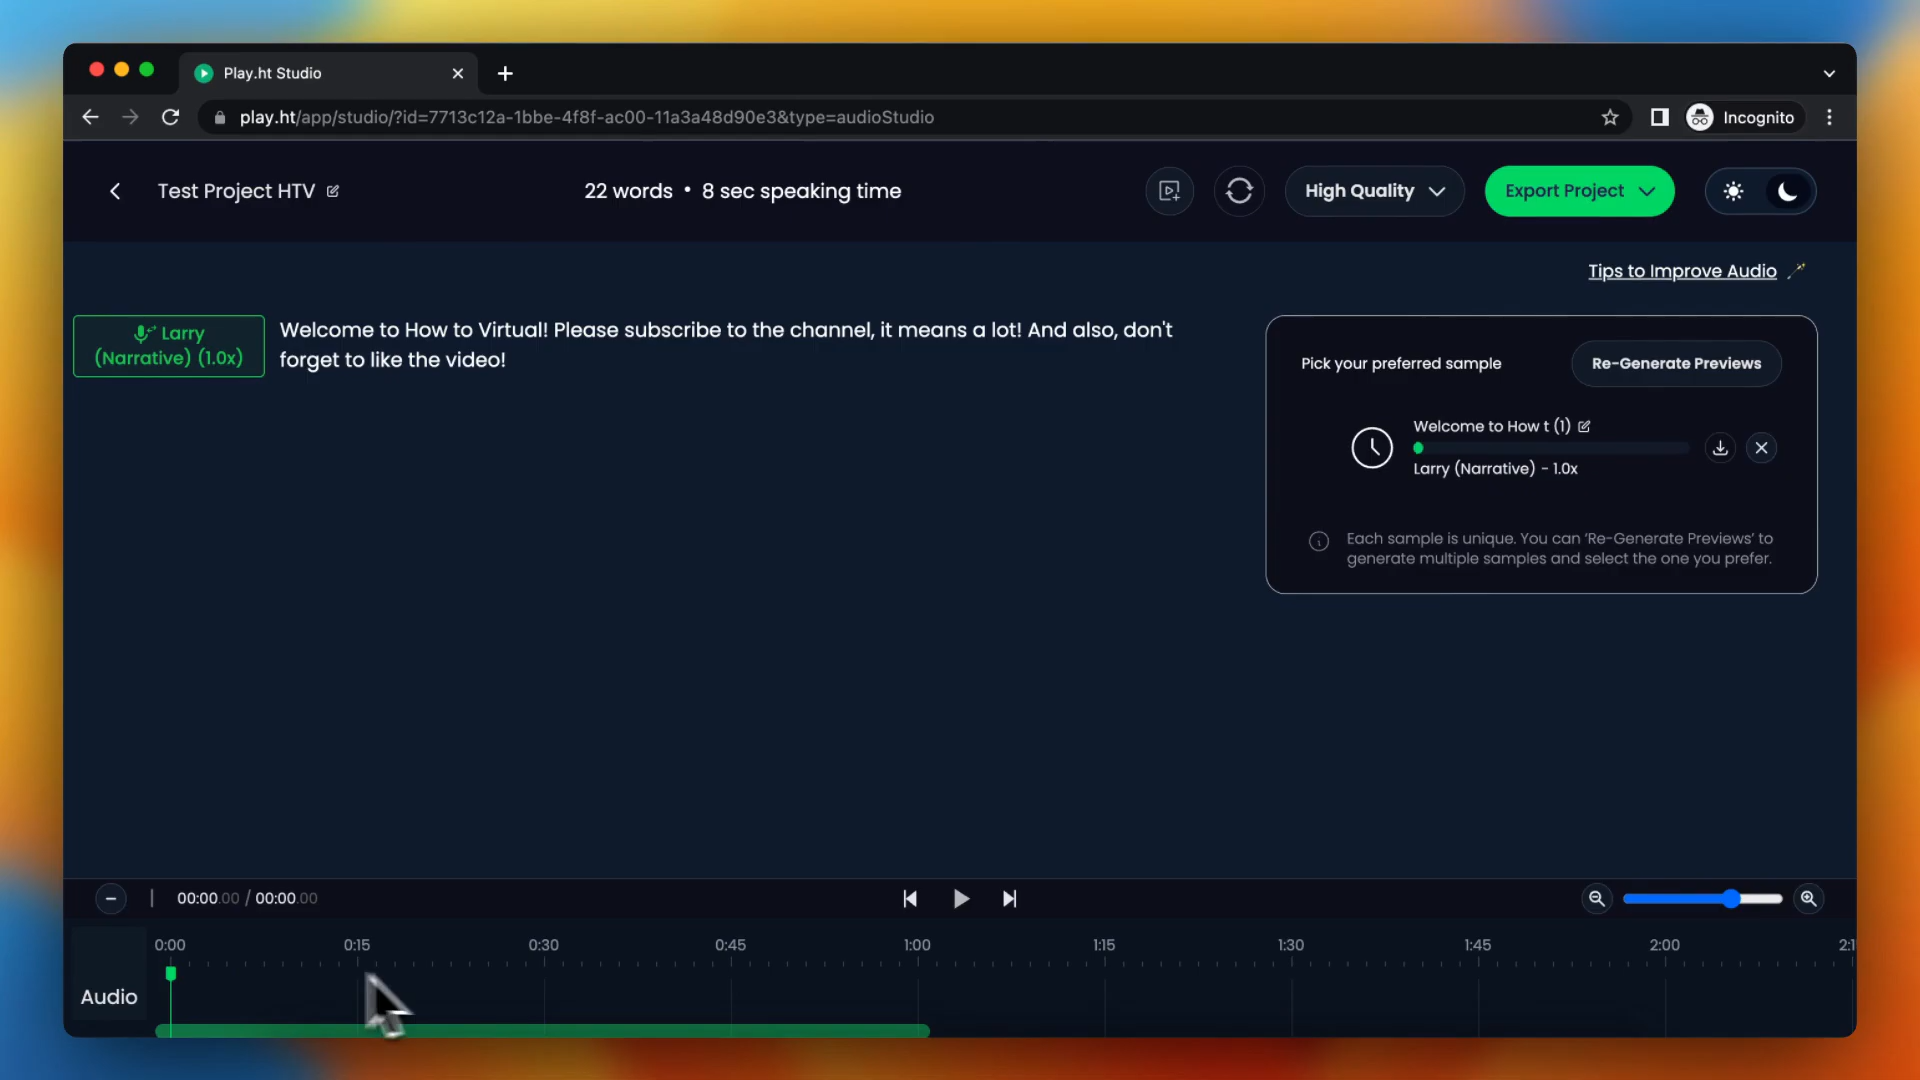 Play.ht Studio
play.ht/app/studio/?id=7713c12a-1bbe-4f8f-ac00-11a3a48d90e3&type=audioStudio
Incognito
Test Project HTV
22 words • 8 sec speaking time
High Quality
Export Project
Tips to Improve Audio
Larry
(Narrative) (1.0x)
Welcome to How to Virtual! Please subscribe to the channel, it means a lot! And also, don't
forget to like the video!
Pick your preferred sample
Re-Generate Previews
Welcome to How t (1)
Larry (Narrative) - 1.0x
Each sample is unique. You can 'Re-Generate Previews' to
generate multiple samples and select the one you prefer.
00:00.00 / 00:00.00
0:00 0:15 0:30 0:45 1:00 1:15 1:30 1:45 2:00
Audio